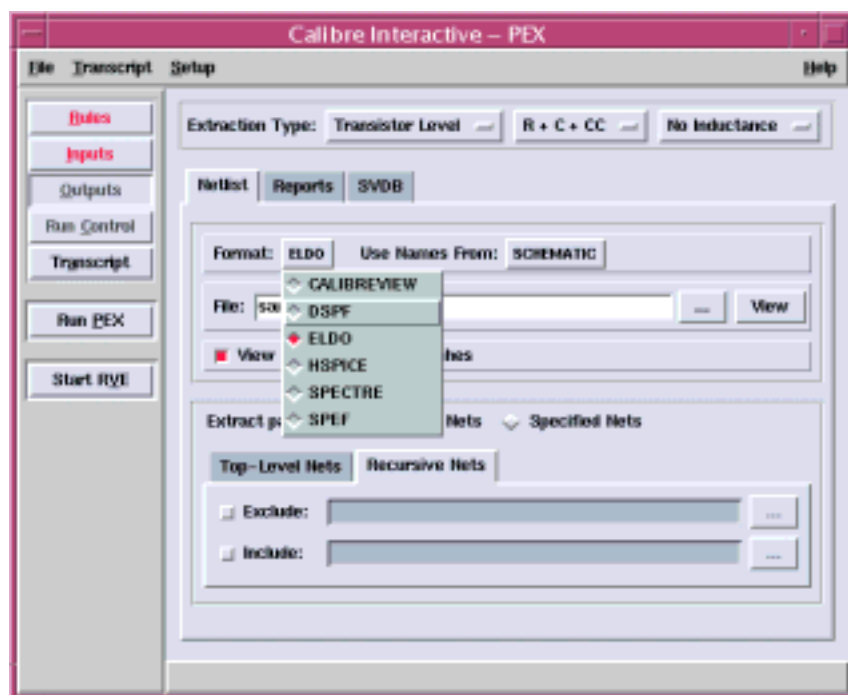 Calibre Interactive – PEX
File Transcript Setup Help
Rules
Inputs
Outputs
Run Control
Transcript
Run PEX
Start RVE
Extraction Type: Transistor Level R + C + CC No Inductance
Netlist Reports SVDB
Format: ELDO Use Names From: SCHEMATIC
CALIBREVIEW
DSPF
ELDO
HSPICE
SPECTRE
SPEF
File: ... View
View
Extract Nets Specified Nets
Top-Level Nets Recursive Nets
Exclude: ...
Include: ...